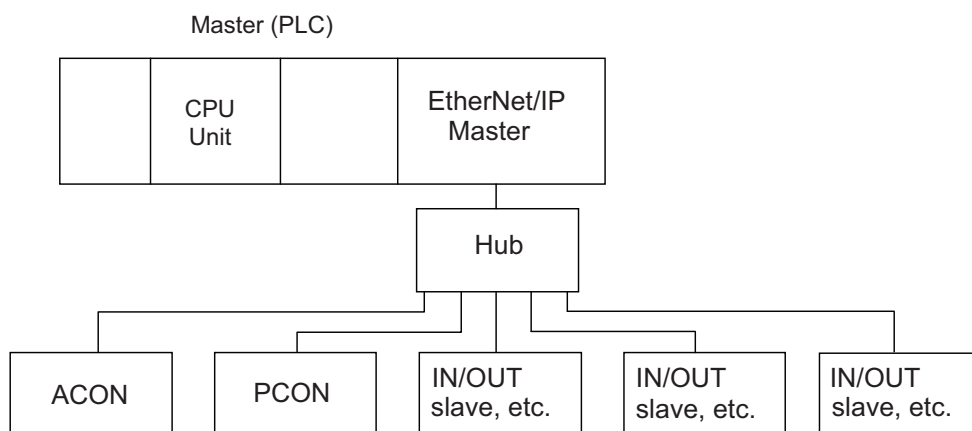 Master (PLC)
CPU
Unit
EtherNet/IP
Master
Hub
ACON
PCON
IN/OUT
slave, etc.
IN/OUT
slave, etc.
IN/OUT
slave, etc.